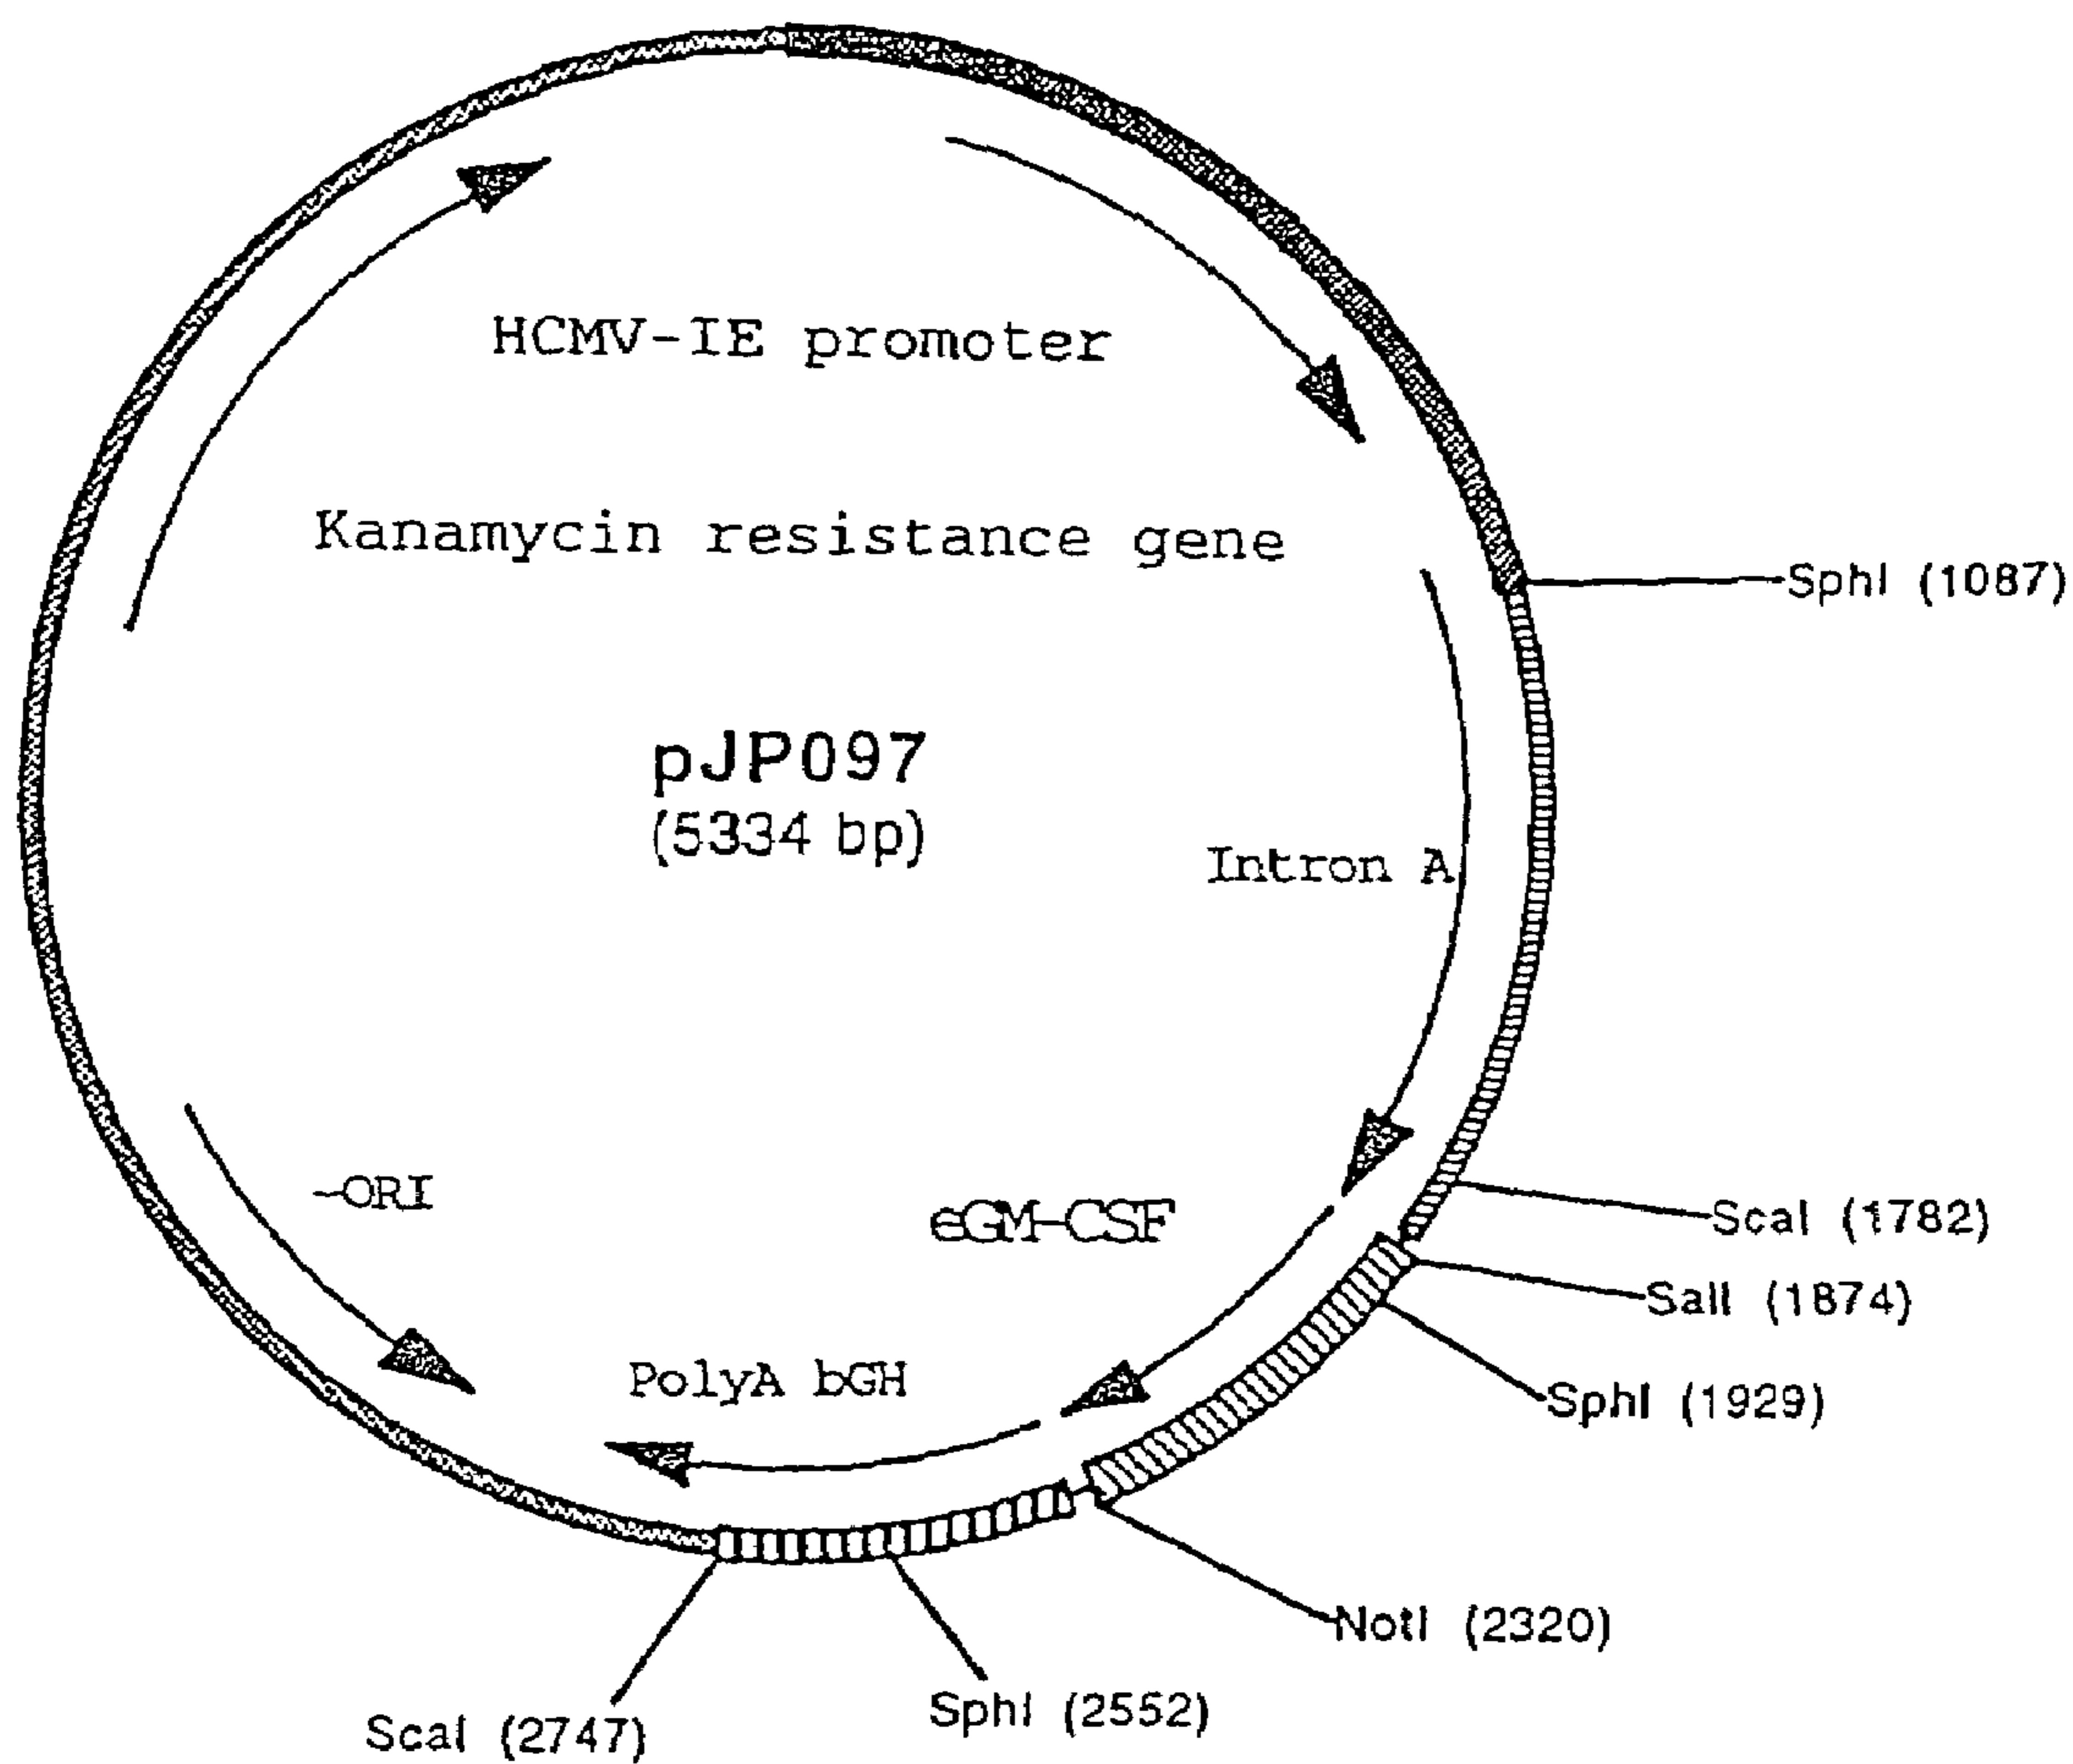 HCMV-IE promoter
Kanamycin resistance gene
SphI (1087)
pJP097
(5334 bp)
Intron A
-ORI
eGM-CSF
ScaI (1782)
SalI (1874)
PolyA bGH
SphI (1929)
NotI (2320)
SphI (2552)
ScaI (2747)